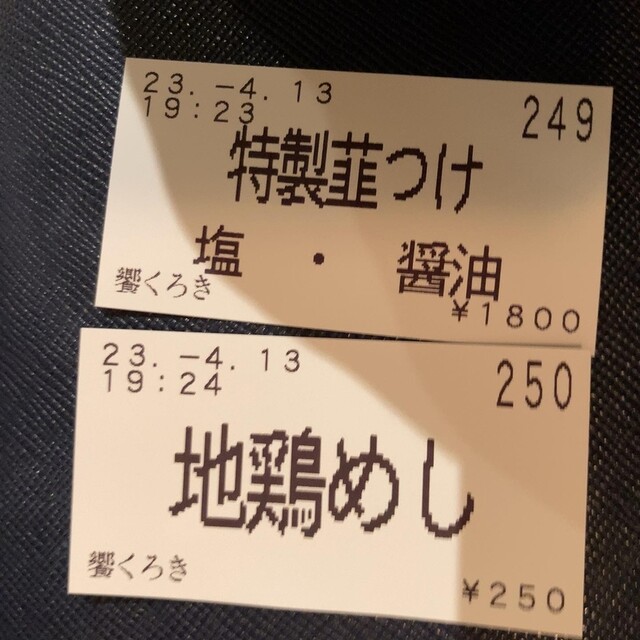 23.-4.13
19:23
249
特製韮つけ
塩・醤油
饗くろき
¥1800
23.-4.13
19:24
250
地鶏めし
饗くろき
¥250